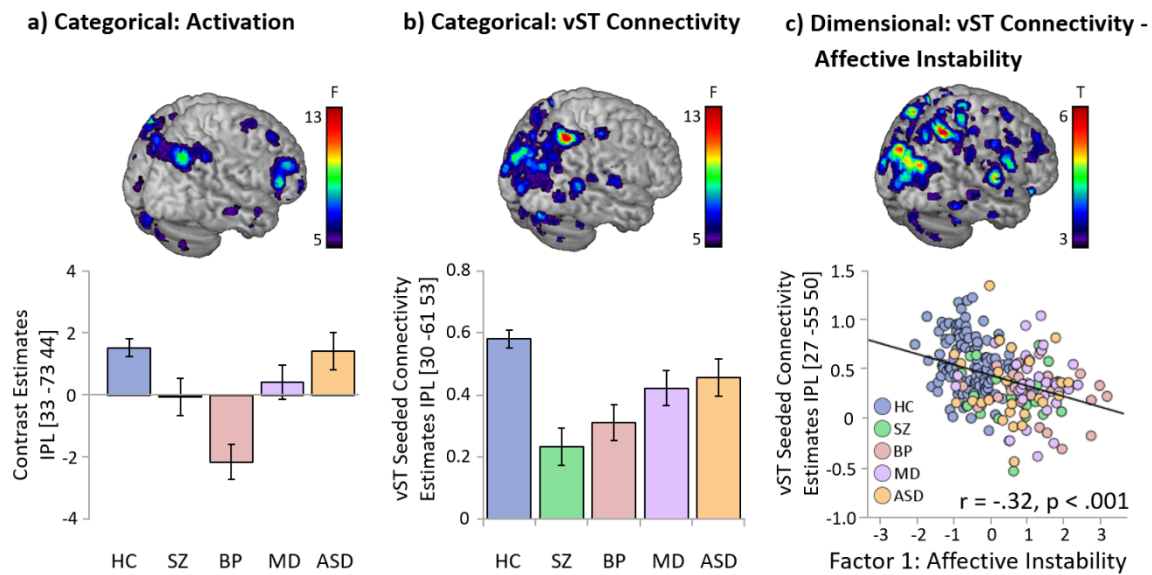 a) Categorical: Activation
F
13
5
Contrast Estimates
IPL [33 -73 44]
4
2
0
-2
-4
HC SZ BP MD ASD
b) Categorical: vST Connectivity
F
13
5
vST Seeded Connectivity
Estimates IPL [30 -61 53]
0.8
0.6
0.4
0.2
0
HC SZ BP MD ASD
c) Dimensional: vST Connectivity -
Affective Instability
T
6
3
vST Seeded Connectivity
Estimates IPL [27 -55 50]
1.5
1.0
0.5
0
-0.5
-1.0
HC
SZ
BP
MD
ASD
r = -.32, p < .001
-3 -2 -1 0 1 2 3
Factor 1: Affective Instability